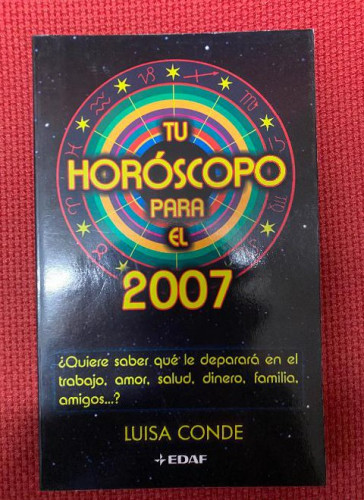 TU
HORÓSCOPO
PARA
EL
2007
¿Quiere saber qué le deparará en el
trabajo, amor, salud, dinero, familia,
amigos...?
LUISA CONDE
EDAF